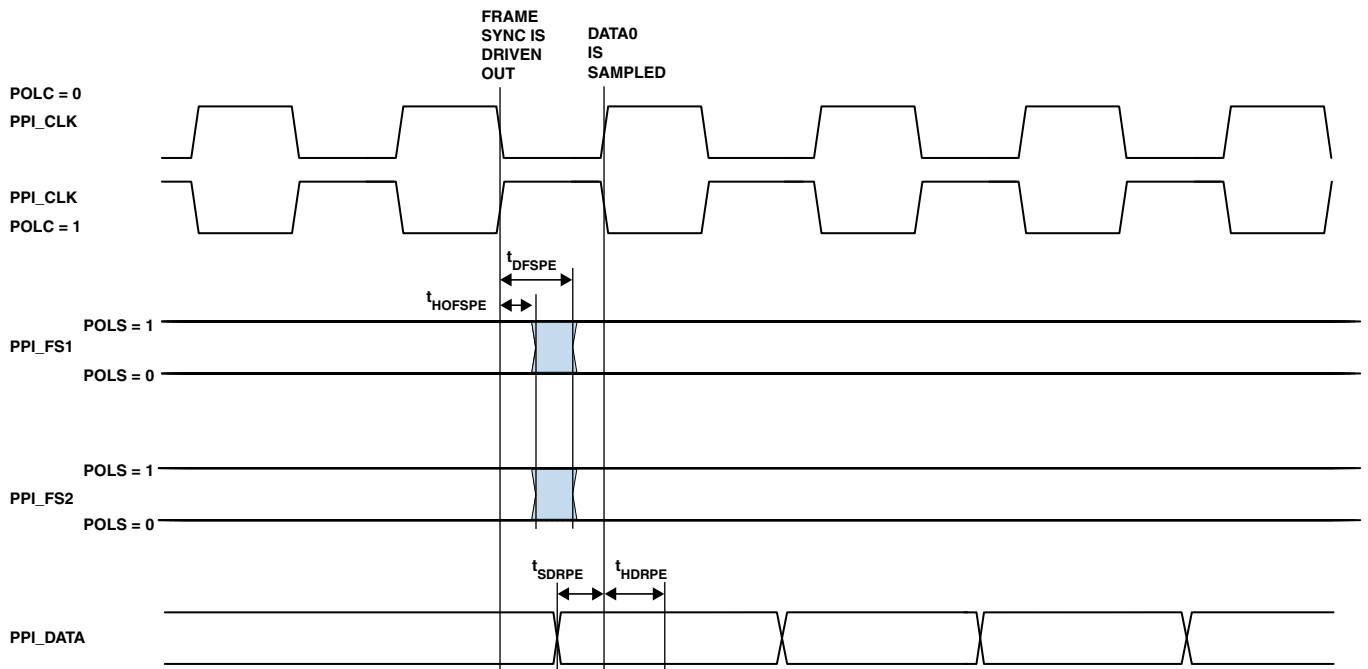 FRAME
SYNC IS
DRIVEN
OUT
DATA0
IS
SAMPLED
POLC = 0
PPI_CLK
PPI_CLK
POLC = 1
tDFSPE
tHOFSPE
POLS = 1
PPI_FS1
POLS = 0
POLS = 1
PPI_FS2
POLS = 0
tSDRPE
tHDRPE
PPI_DATA